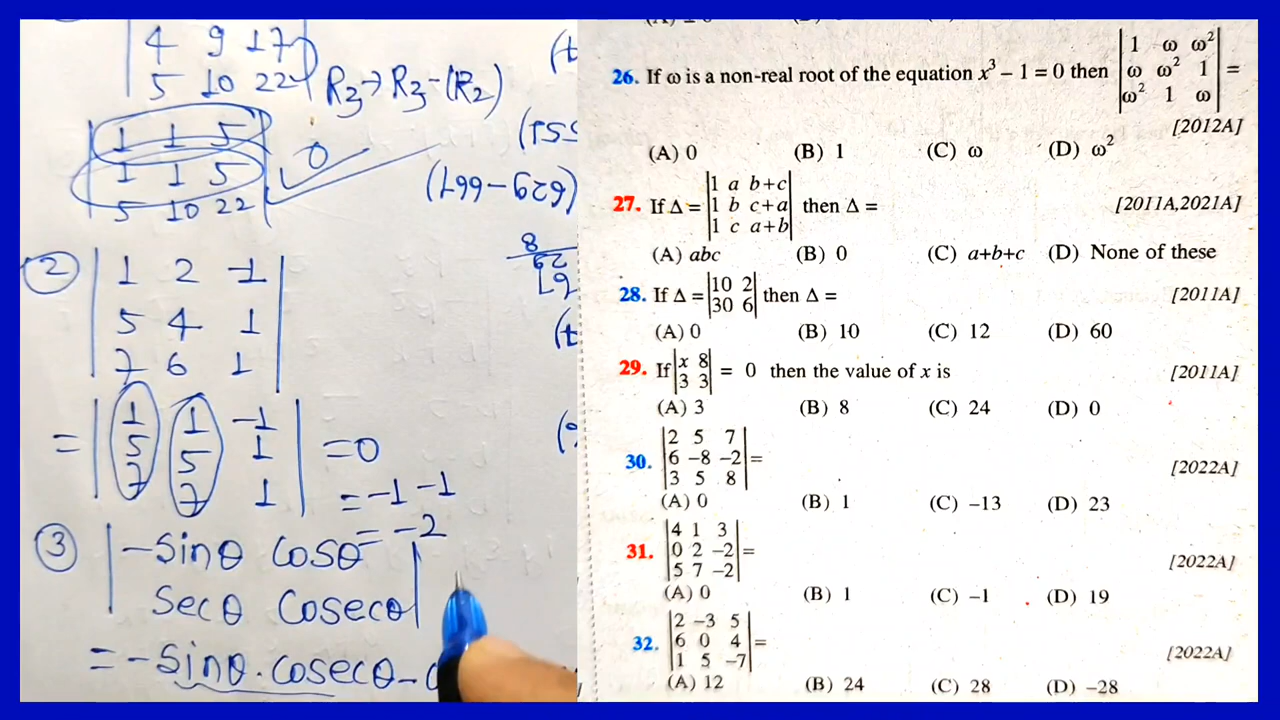 4 9 17
5 10 22 R3→R3-(R2)
1 1 5
1 1 5 0
5 10 22
② 1 2 -1
5 4 1
7 6 1
= 1 1 -1
5 5 1 =0
7 7 1 =-1-1
=-2
③ -sinθ cosθ
secθ cosecθ
=-sinθ.cosecθ-
(551)
(629-667)
26. If ω is a non-real root of the equation x³ – 1 = 0 then |1 ω ω²|
|ω ω² 1| =
|ω² 1 ω|
[2012A]
(A) 0 (B) 1 (C) ω (D) ω²
|1 a b+c|
27. If Δ = |1 b c+a| then Δ = [2011A,2021A]
|1 c a+b|
(A) abc (B) 0 (C) a+b+c (D) None of these
28. If Δ = |10 2| then Δ = [2011A]
|30 6|
(A) 0 (B) 10 (C) 12 (D) 60
29. If |x 8| = 0 then the value of x is [2011A]
|3 3|
(A) 3 (B) 8 (C) 24 (D) 0
|2 5 7|
30. |6 –8 –2| = [2022A]
|3 5 8|
(A) 0 (B) 1 (C) –13 (D) 23
|4 1 3|
31. |0 2 –2| = [2022A]
|5 7 –2|
(A) 0 (B) 1 (C) –1 (D) 19
|2 –3 5|
32. |6 0 4| = [2022A]
|1 5 –7|
(A) 12 (B) 24 (C) 28 (D) –28